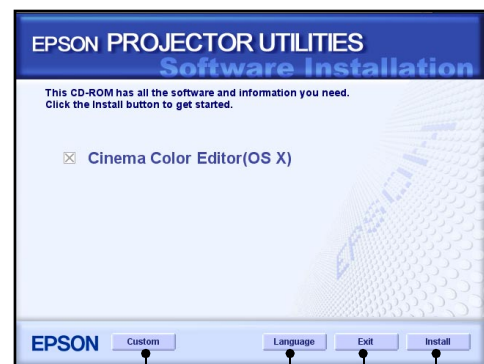 EPSON PROJECTOR UTILITIES
Software Installation
This CD-ROM has all the software and information you need.
Click the Install button to get started.
Cinema Color Editor(OS X)
EPSON
EPSON Custom Language Exit Install